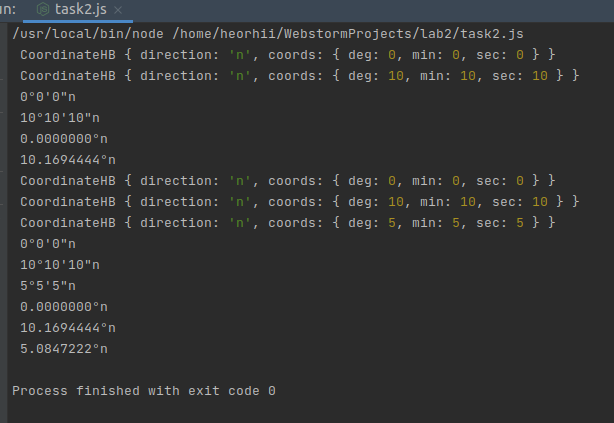 un: task2.js ×
/usr/local/bin/node /home/heorhii/WebstormProjects/lab2/task2.js
CoordinateHB { direction: 'n', coords: { deg: 0, min: 0, sec: 0 } }
CoordinateHB { direction: 'n', coords: { deg: 10, min: 10, sec: 10 } }
0°0'0"n
10°10'10"n
0.0000000°n
10.1694444°n
CoordinateHB { direction: 'n', coords: { deg: 0, min: 0, sec: 0 } }
CoordinateHB { direction: 'n', coords: { deg: 10, min: 10, sec: 10 } }
CoordinateHB { direction: 'n', coords: { deg: 5, min: 5, sec: 5 } }
0°0'0"n
10°10'10"n
5°5'5"n
0.0000000°n
10.1694444°n
5.0847222°n
Process finished with exit code 0